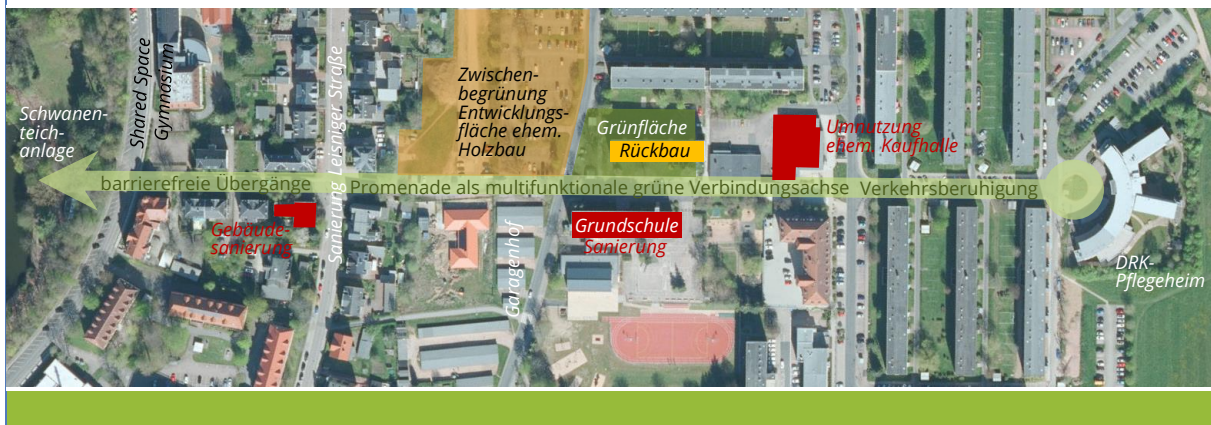 Schwanen-
teich-
anlage
Shared Space
Gymnasium
Sanierung Leisniger Straße
Zwischen-
begrünung
Entwicklungs-
fläche ehem.
Holzbau
Grünfläche
Rückbau
Umnutzung
ehem. Kaufhalle
barrierefreie Übergänge
Promenade als multifunktionale grüne Verbindungsachse
Verkehrsberuhigung
Gebäude-
sanierung
Garagenhof
Grundschule
Sanierung
DRK-
Pflegeheim